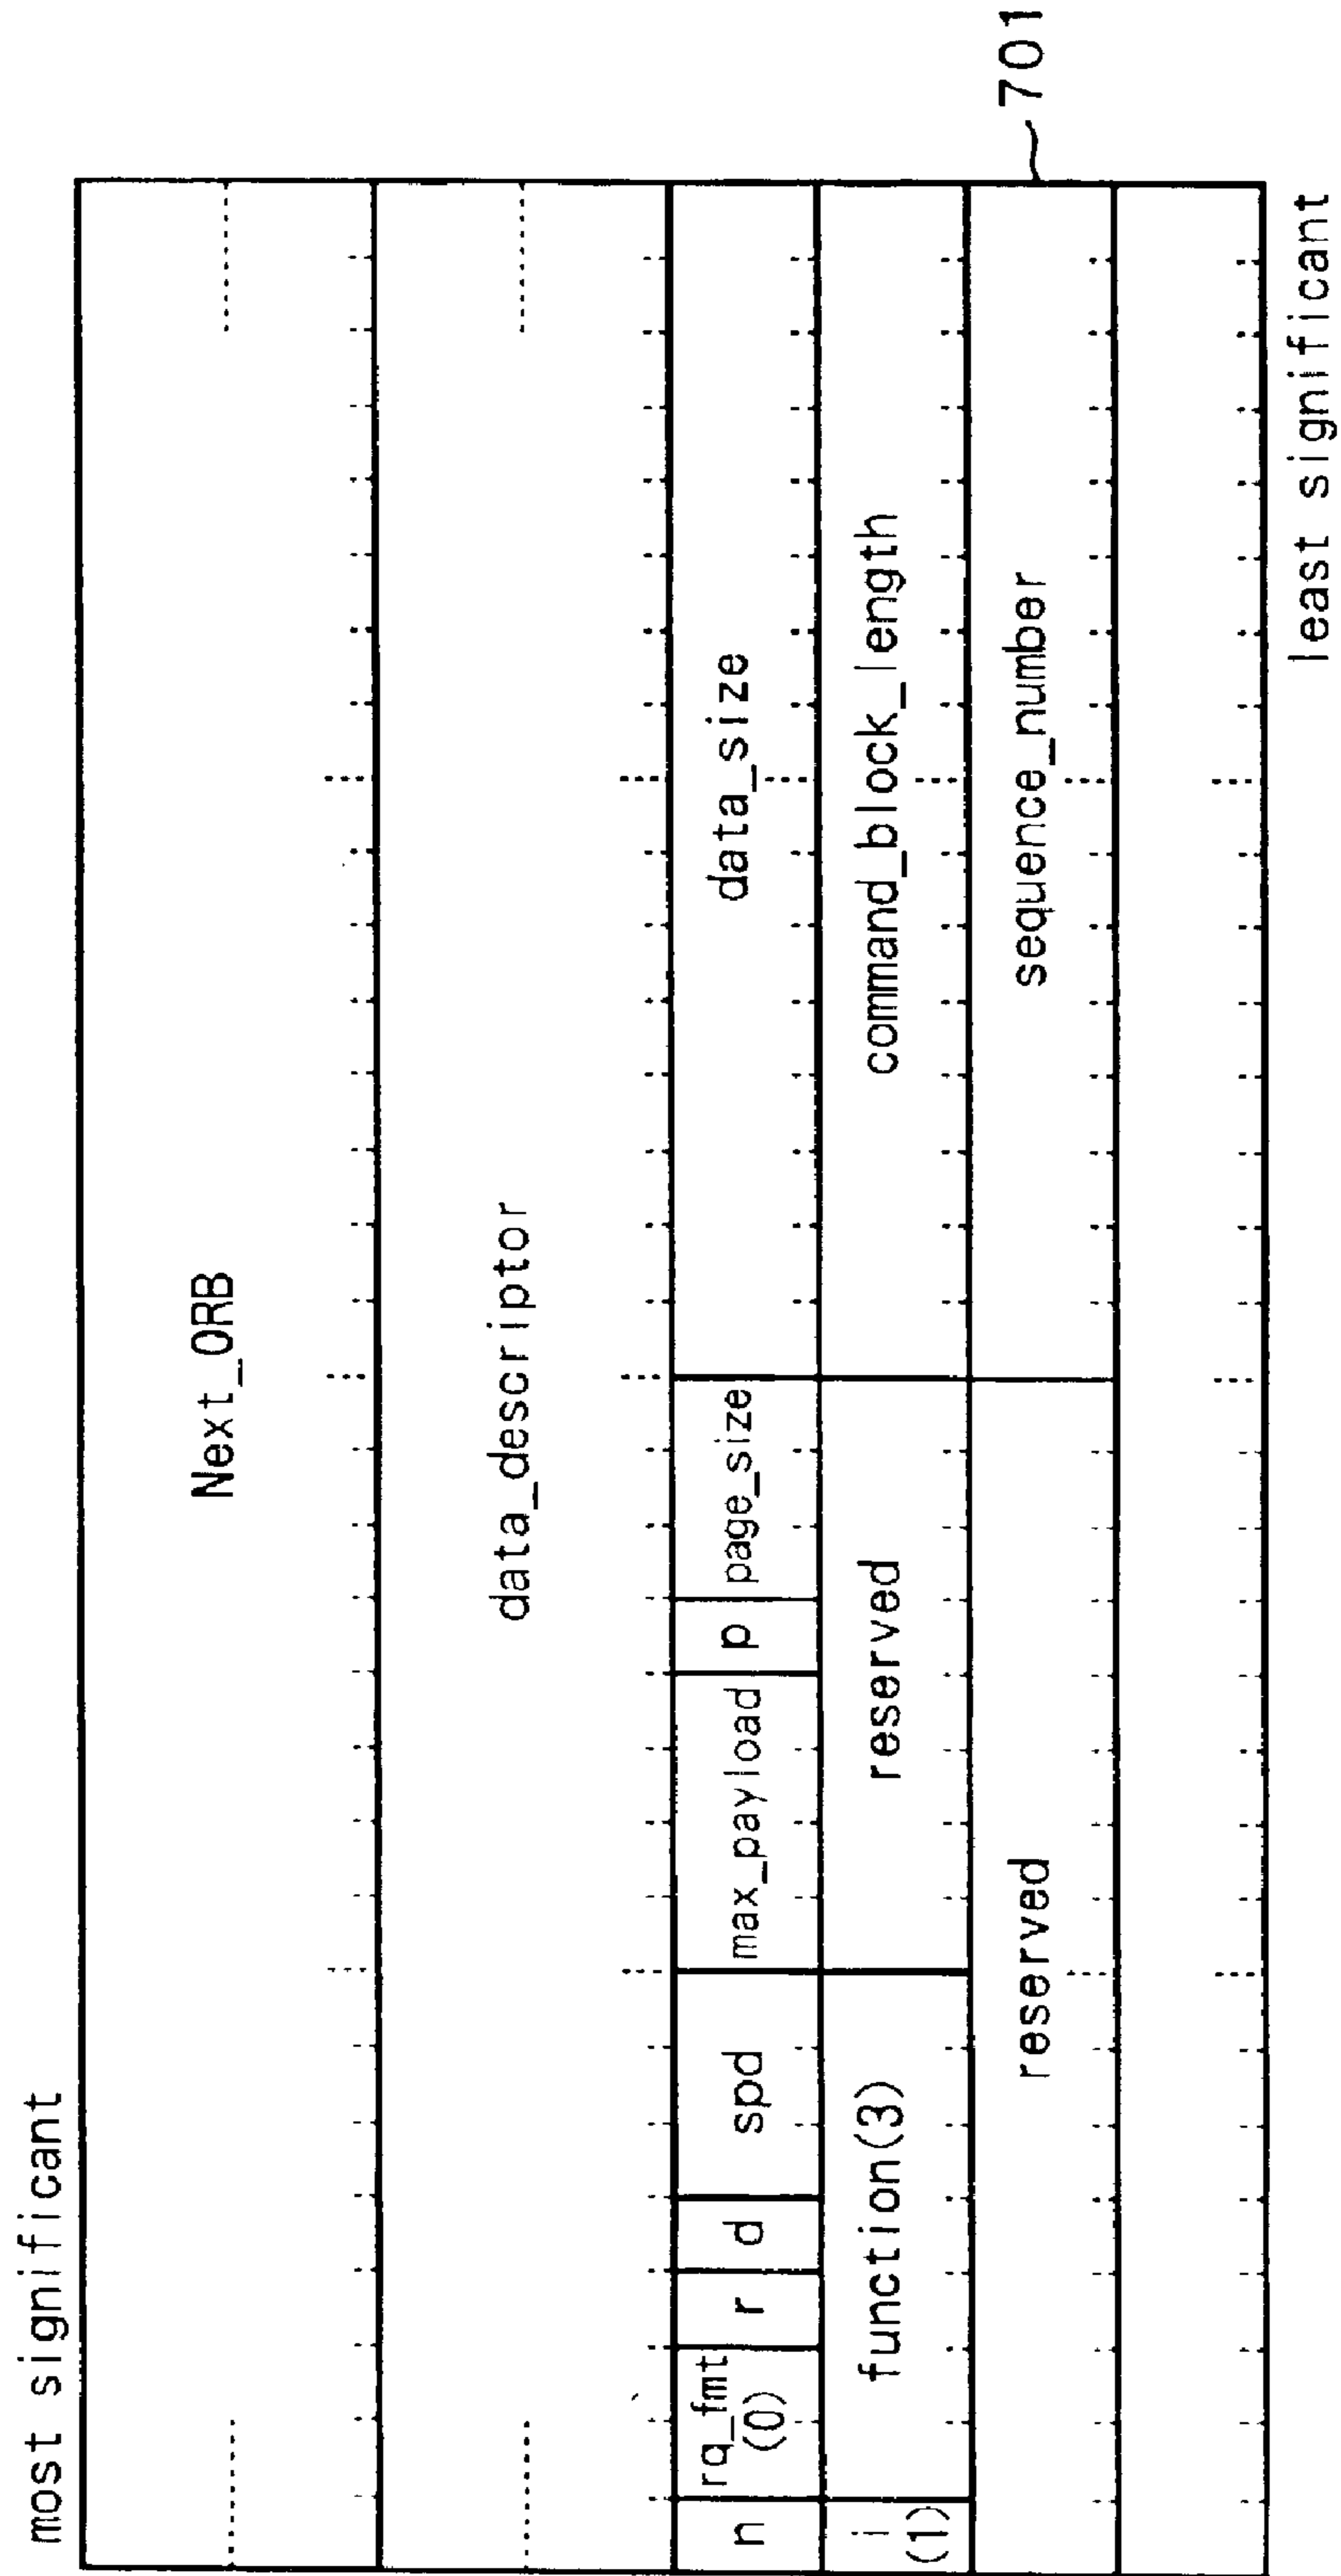 most significant
Next_ORB
data_descriptor
n
rq_fmt
(0)
r
d
spd
max_payload
p
page_size
data_size
i
(1)
function(3)
reserved
command_block_length
reserved
sequence_number
701
least significant